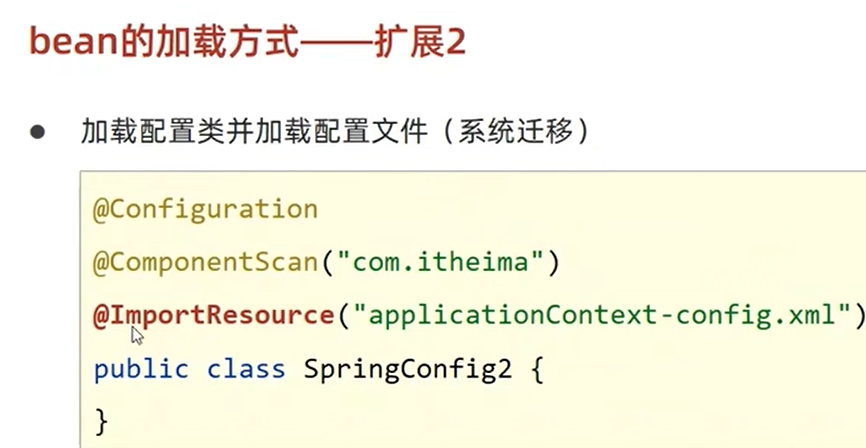 bean的加载方式——扩展2
● 加载配置类并加载配置文件（系统迁移）
@Configuration
@ComponentScan("com.itheima")
@ImportResource("applicationContext-config.xml")
public class SpringConfig2 {
}